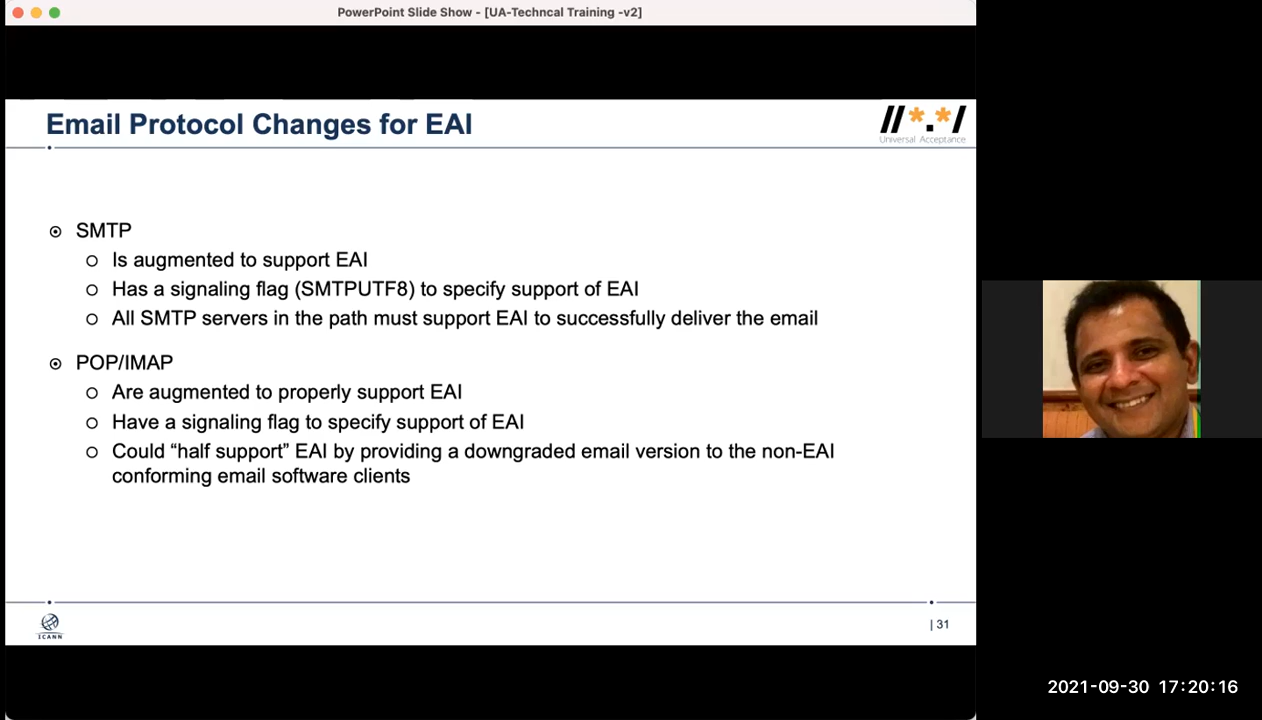 PowerPoint Slide Show - [UA-Techncal Training -v2]
Email Protocol Changes for EAI
//*.*/
Universal Acceptance
SMTP
Is augmented to support EAI
Has a signaling flag (SMTPUTF8) to specify support of EAI
All SMTP servers in the path must support EAI to successfully deliver the email
POP/IMAP
Are augmented to properly support EAI
Have a signaling flag to specify support of EAI
Could “half support” EAI by providing a downgraded email version to the non-EAI
conforming email software clients
ICANN
| 31
2021-09-30 17:20:16